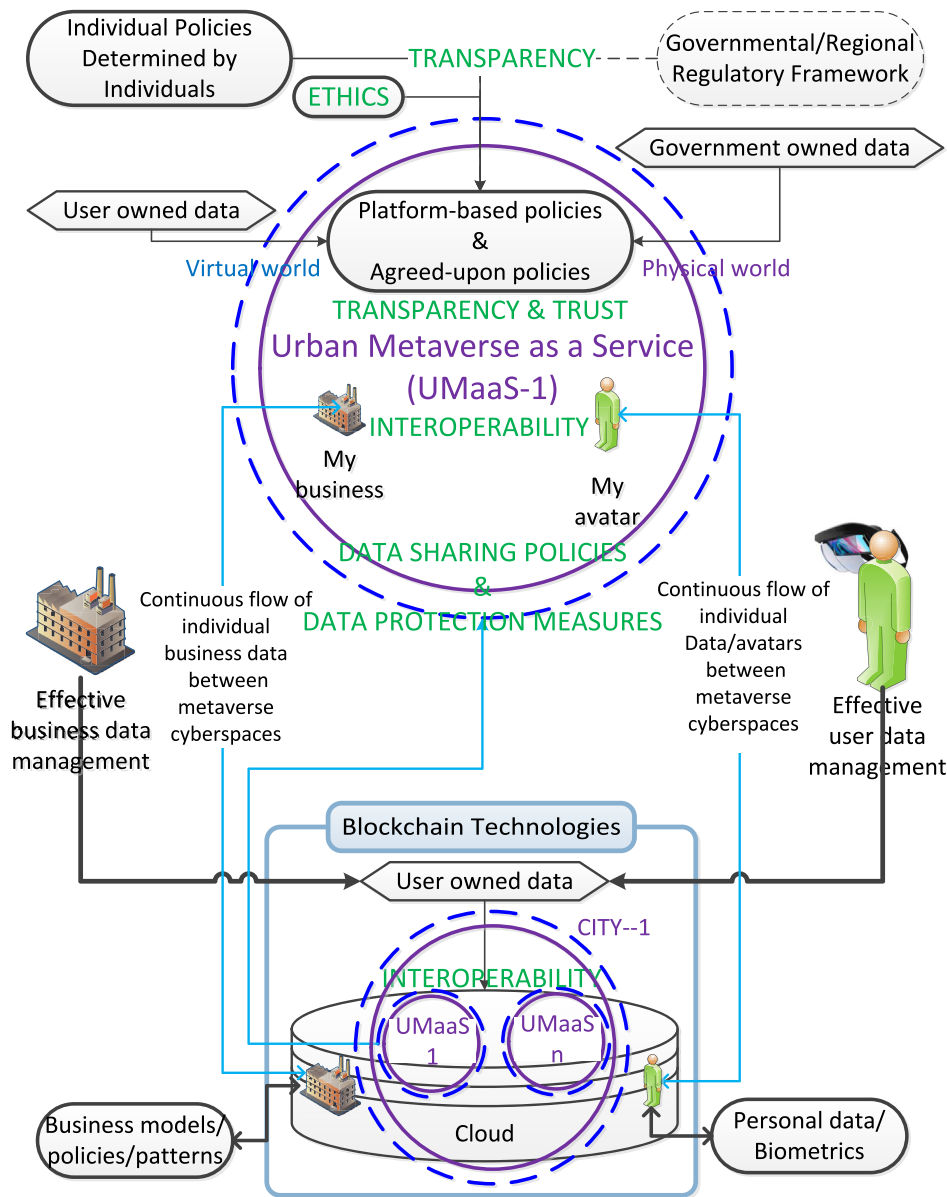 Individual Policies
Determined by
Individuals
TRANSPARENCY
Governmental/Regional
Regulatory Framework
ETHICS
Government owned data
User owned data
Platform-based policies
&
Agreed-upon policies
Virtual world
Physical world
TRANSPARENCY & TRUST
Urban Metaverse as a Service
(UMaaS-1)
INTEROPERABILITY
My
business
My
avatar
DATA SHARING POLICIES
&
DATA PROTECTION MEASURES
Continuous flow of
individual
business data
between
metaverse
cyberspaces
Continuous flow of
individual
Data/avatars
between
metaverse
cyberspaces
Effective
business data
management
Effective
user data
management
Blockchain Technologies
User owned data
CITY--1
INTEROPERABILITY
UMaaS
1
UMaaS
n
Cloud
Business models/
policies/patterns
Personal data/
Biometrics